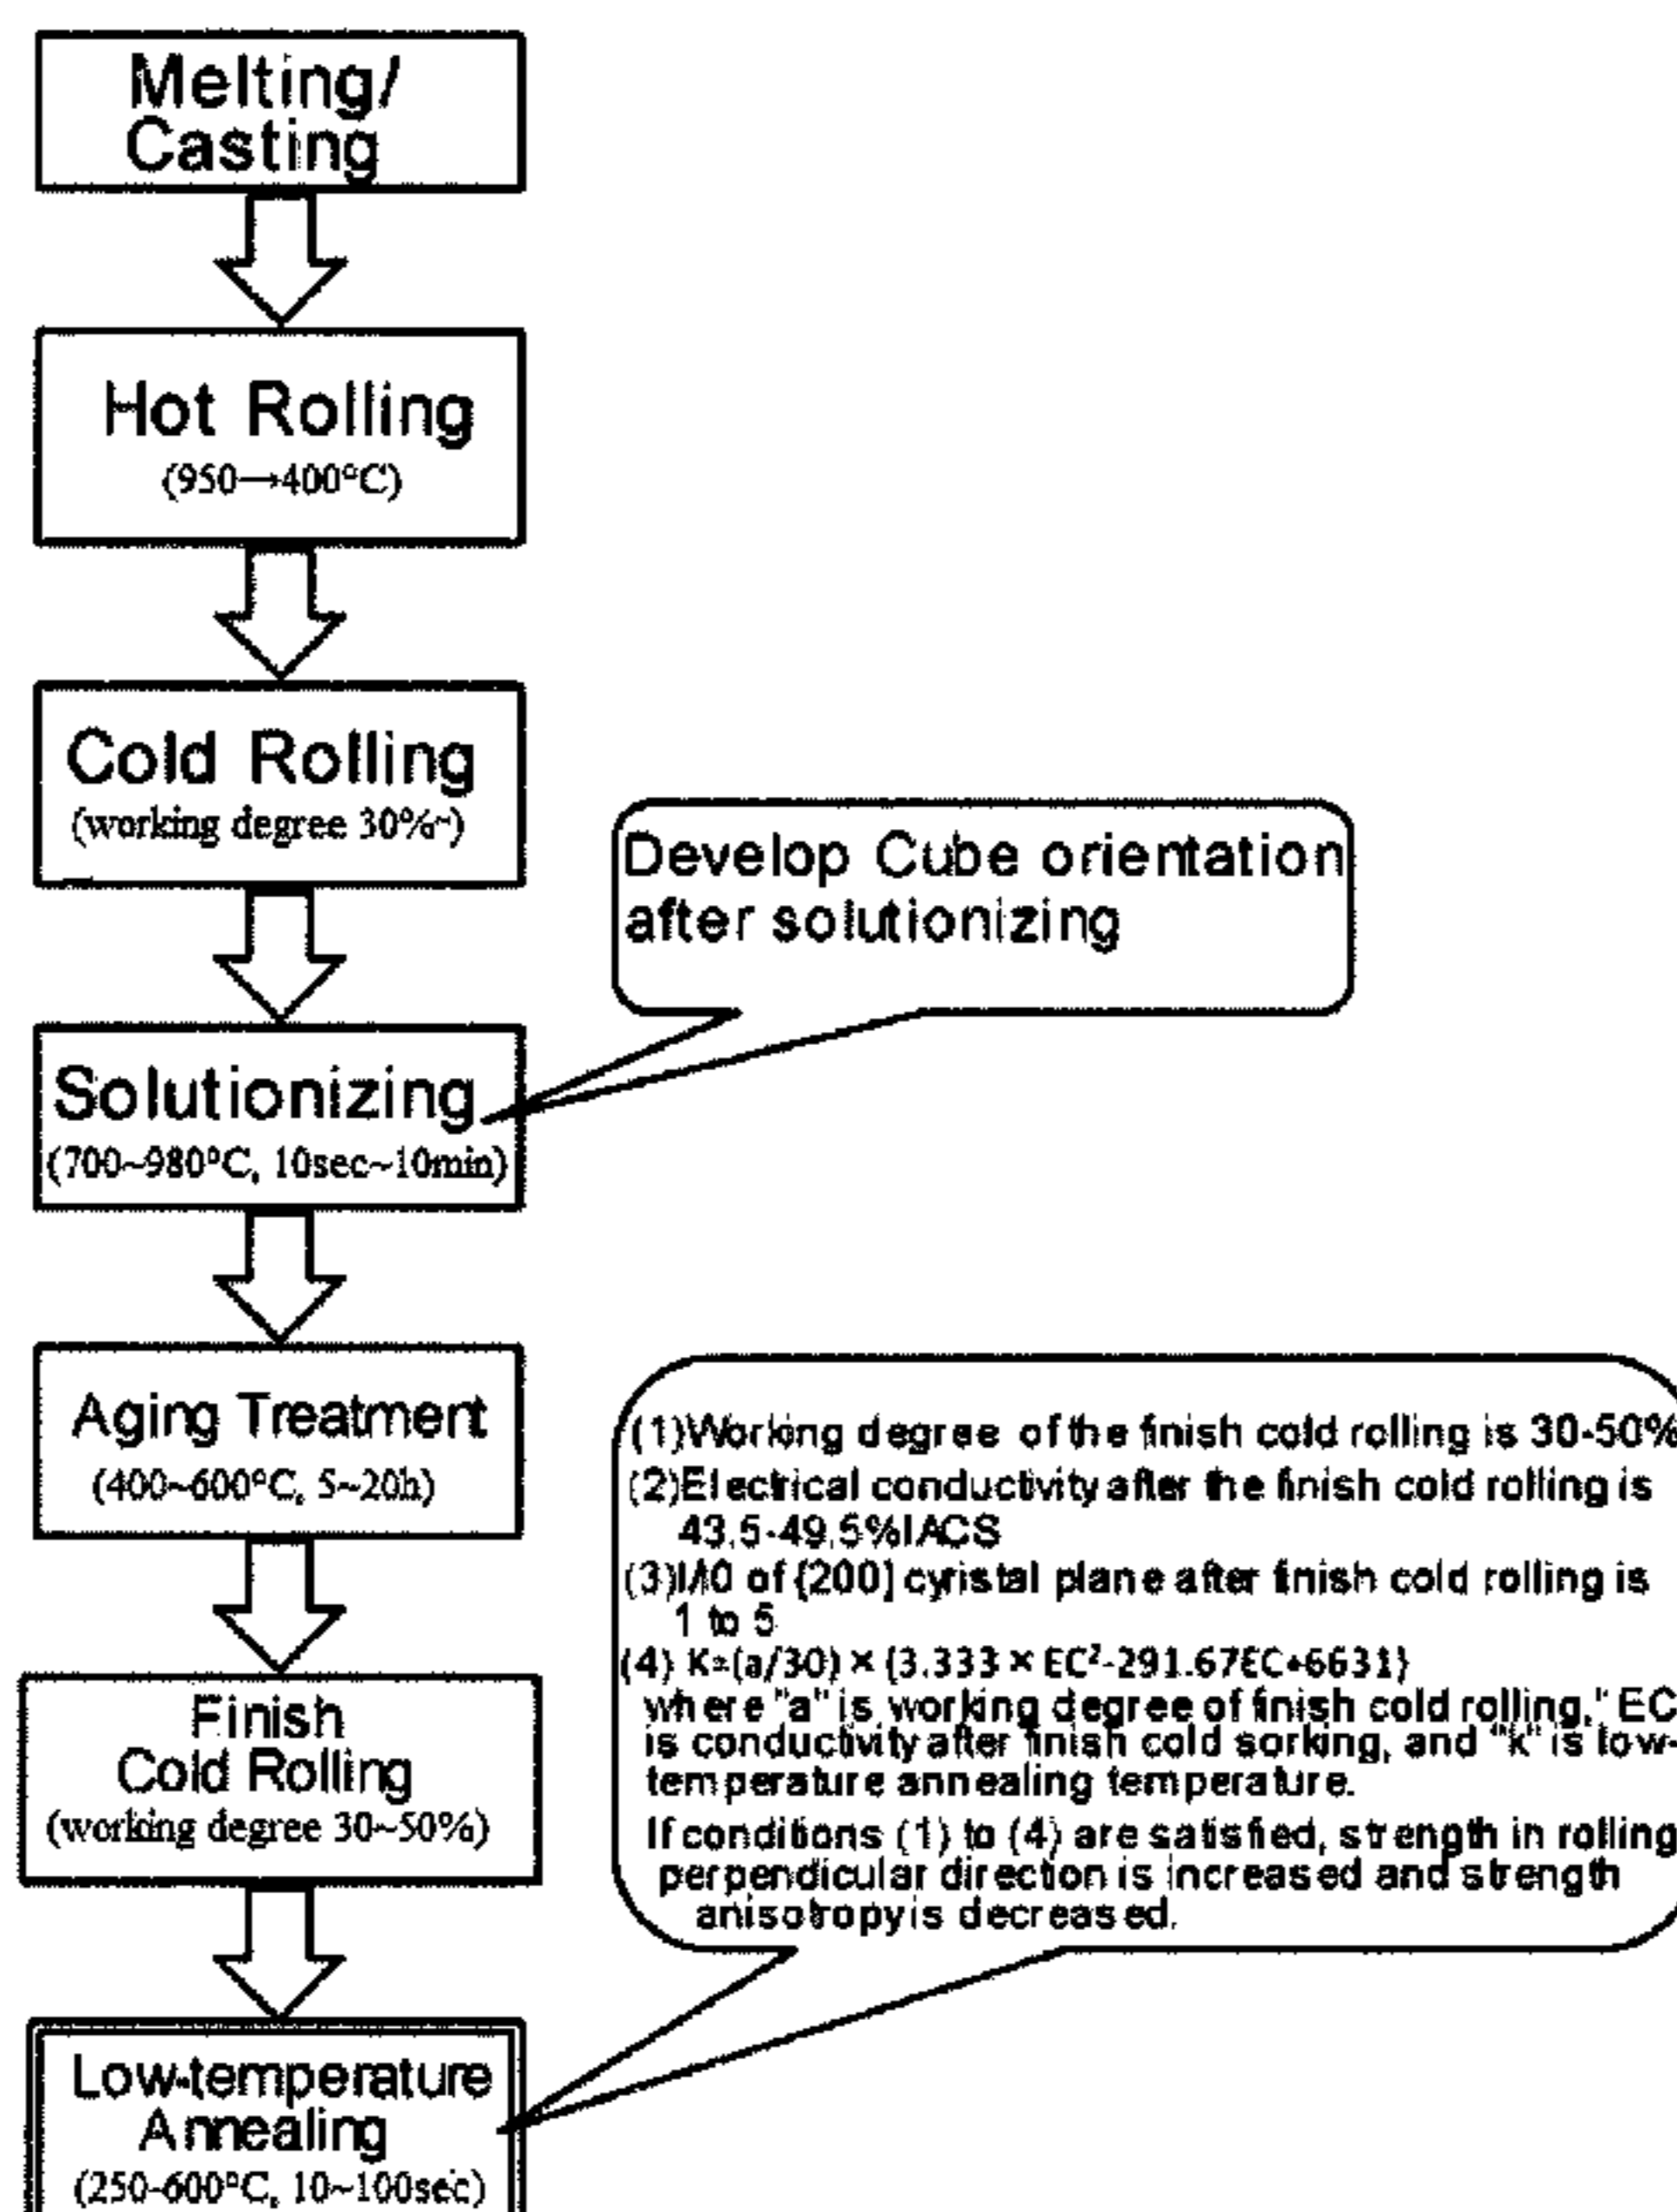 Melting/
Casting
Hot Rolling
(950→400°C)
Cold Rolling
(working degree 30%~)
Develop Cube orientation
after solutionizing
Solutionizing
(700~980°C, 10sec~10min)
Aging Treatment
(400~600°C, 5~20h)
(1)Working degree of the finish cold rolling is 30-50%
(2)Electrical conductivity after the finish cold rolling is
43.5-49.5%IACS
(3)I/I0 of {200} cyristal plane after finish cold rolling is
1 to 5
(4) K=(a/30) × {3.333 × EC²-291.67EC+6631}
where "a" is working degree of finish cold rolling," EC
is conductivity after finish cold sorking, and "k" is low-
temperature annealing temperature.
If conditions (1) to (4) are satisfied, strength in rolling
perpendicular direction is increased and strength
anisotropy is decreased.
Finish
Cold Rolling
(working degree 30~50%)
Low-temperature
Annealing
(250-600°C, 10~100sec)